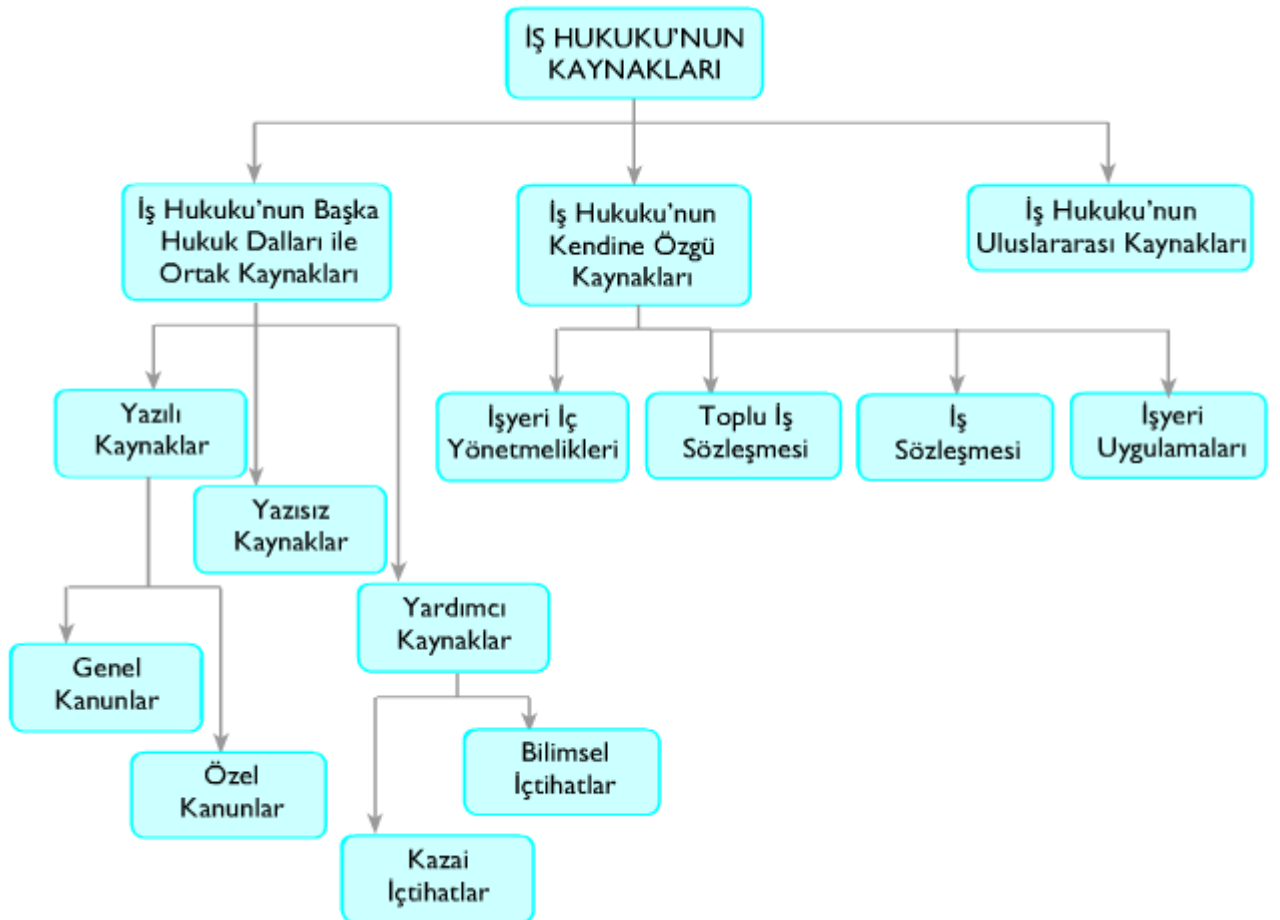 İŞ HUKUKU'NUN
KAYNAKLARI
İş Hukuku'nun Başka
Hukuk Dalları ile
Ortak Kaynakları
İş Hukuku'nun
Kendine Özgü
Kaynakları
İş Hukuku'nun
Uluslararası Kaynakları
Yazılı
Kaynaklar
İşyeri İç
Yönetmelikleri
Toplu İş
Sözleşmesi
İş
Sözleşmesi
İşyeri
Uygulamaları
Yazısız
Kaynaklar
Yardımcı
Kaynaklar
Genel
Kanunlar
Özel
Kanunlar
Bilimsel
İçtihatlar
Kazai
İçtihatlar